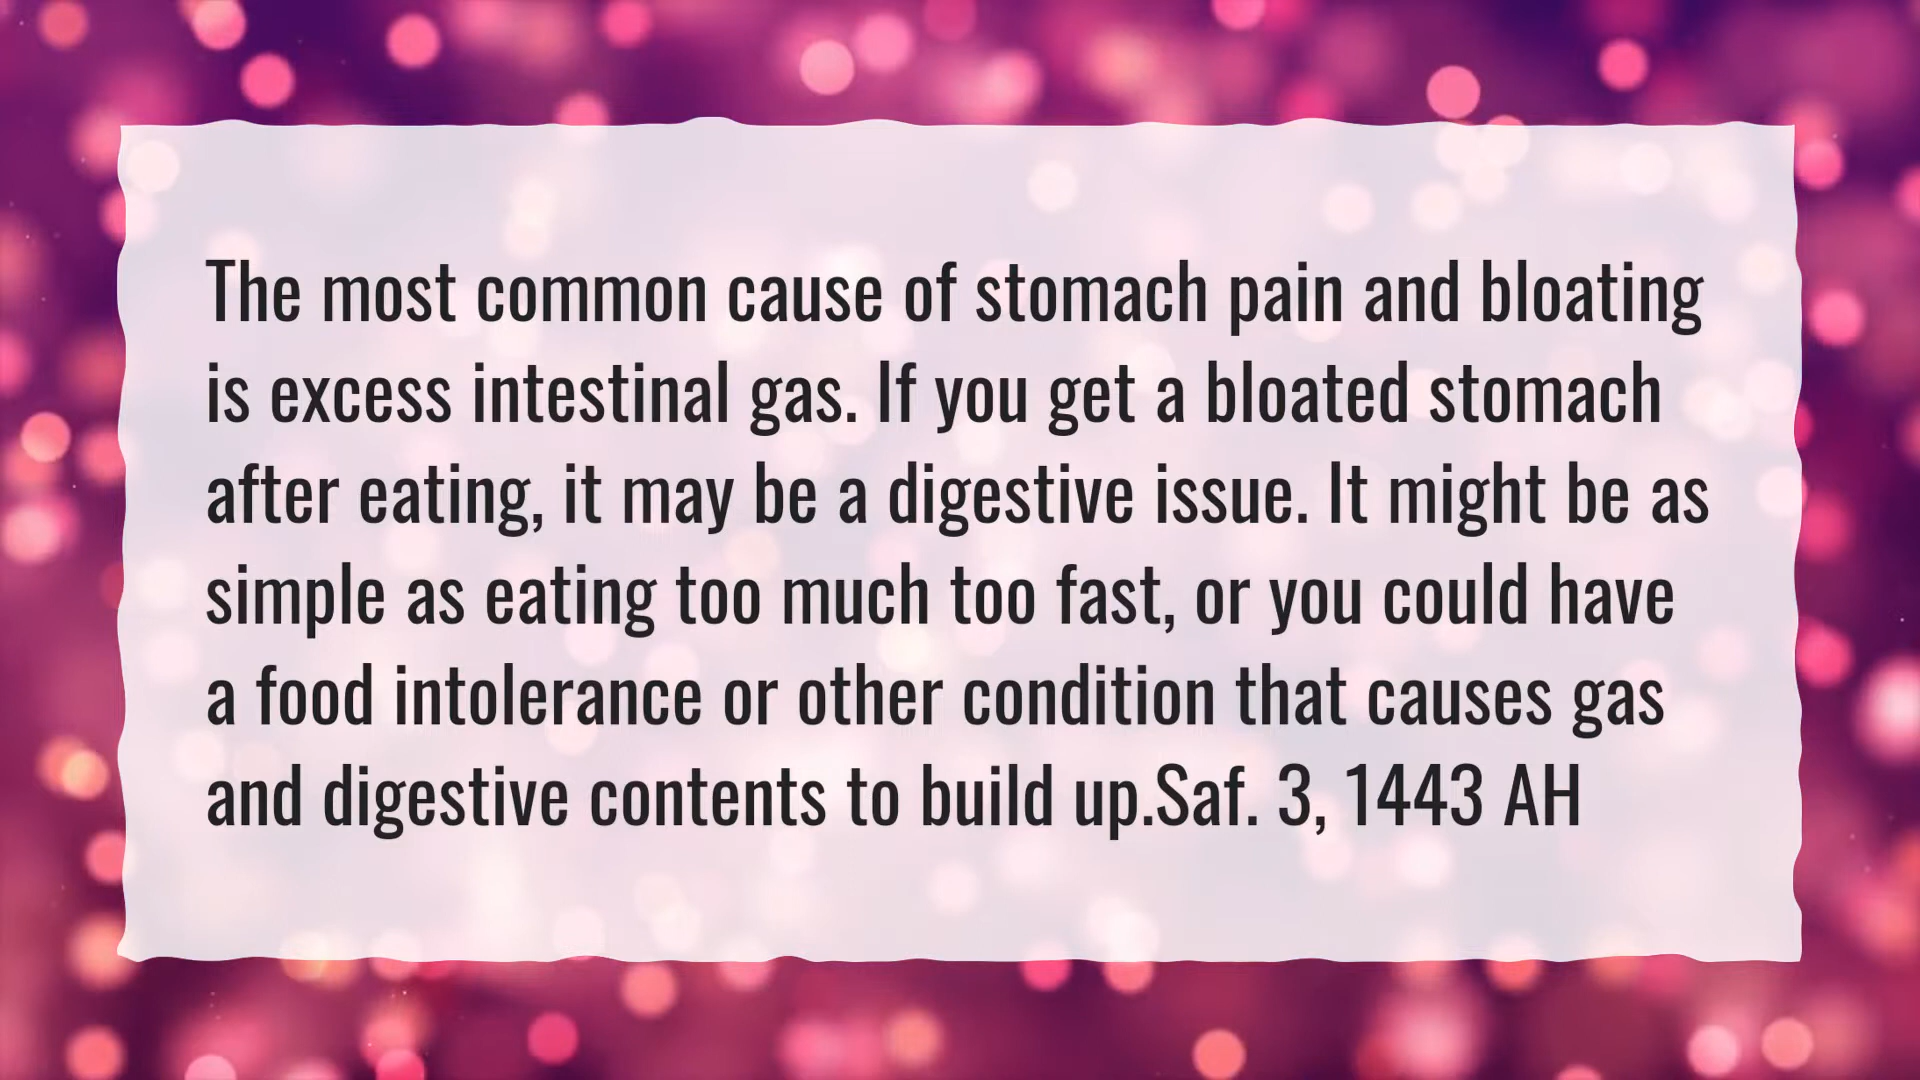 The most common cause of stomach pain and bloating
is excess intestinal gas. If you get a bloated stomach
after eating, it may be a digestive issue. It might be as
simple as eating too much too fast, or you could have
a food intolerance or other condition that causes gas
and digestive contents to build up.Saf. 3, 1443 AH